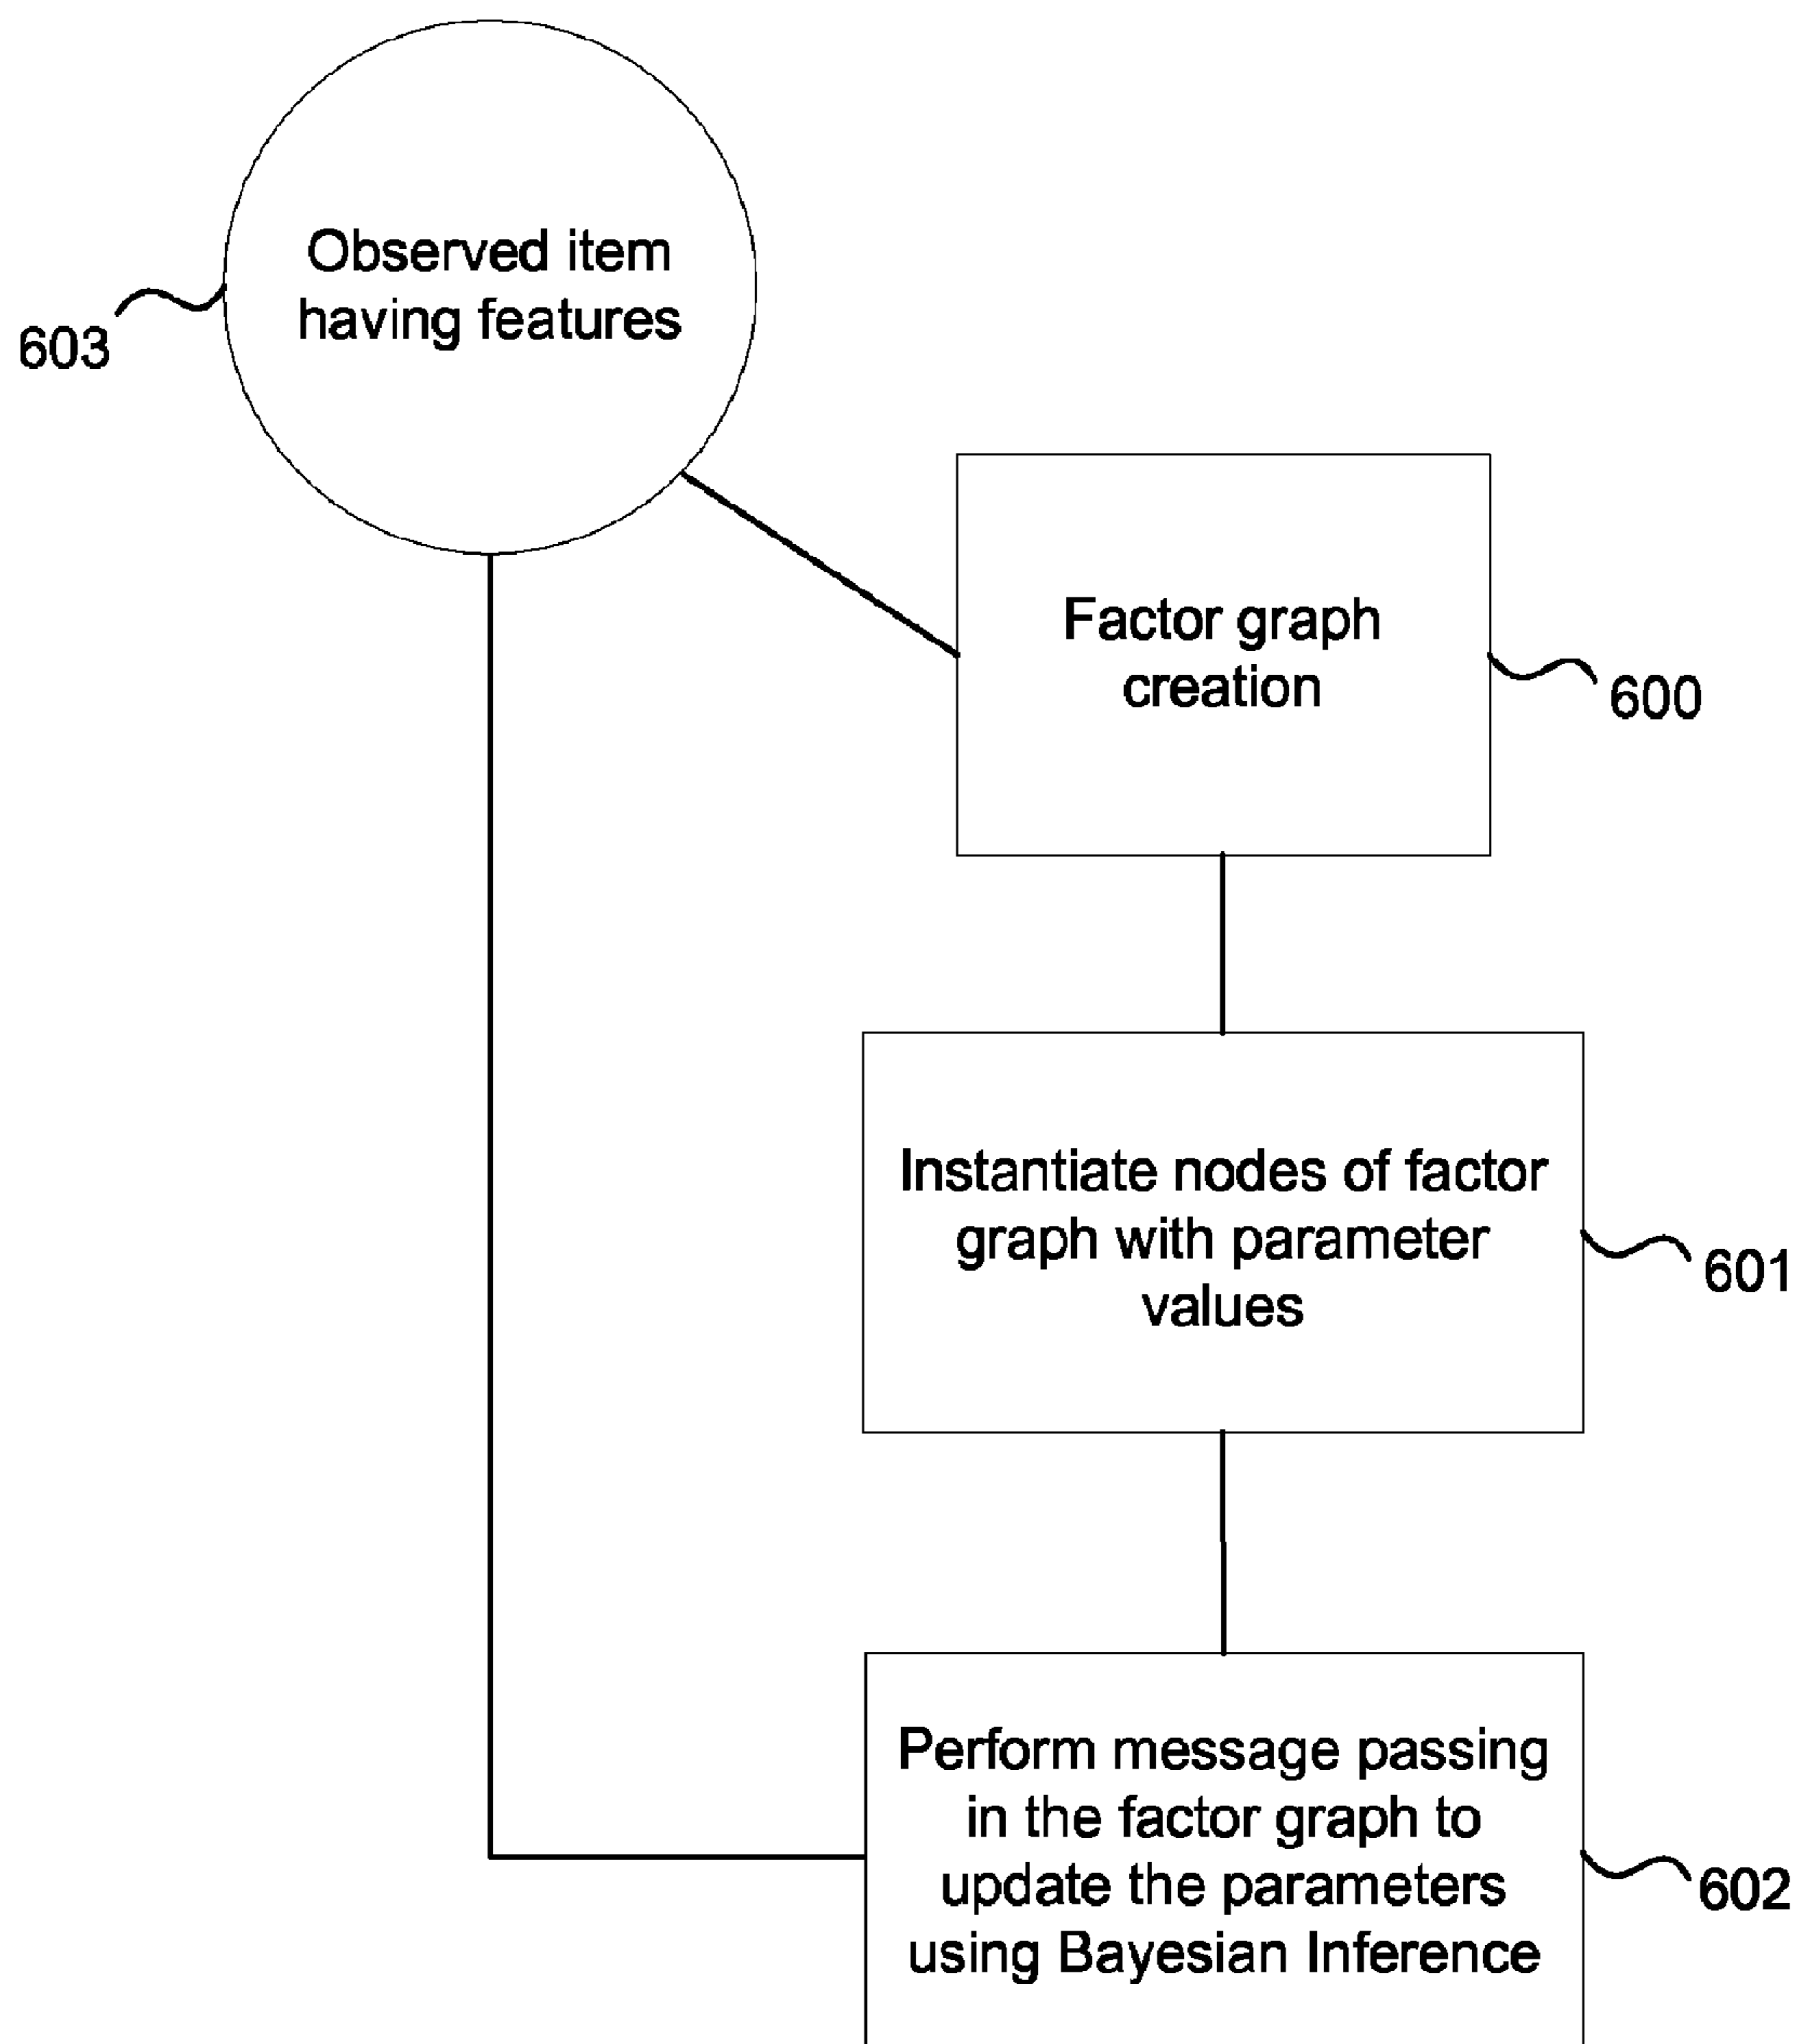 Observed item
having features
603
Factor graph
creation
600
Instantiate nodes of factor
graph with parameter
values
601
Perform message passing
in the factor graph to
update the parameters
using Bayesian Inference
602